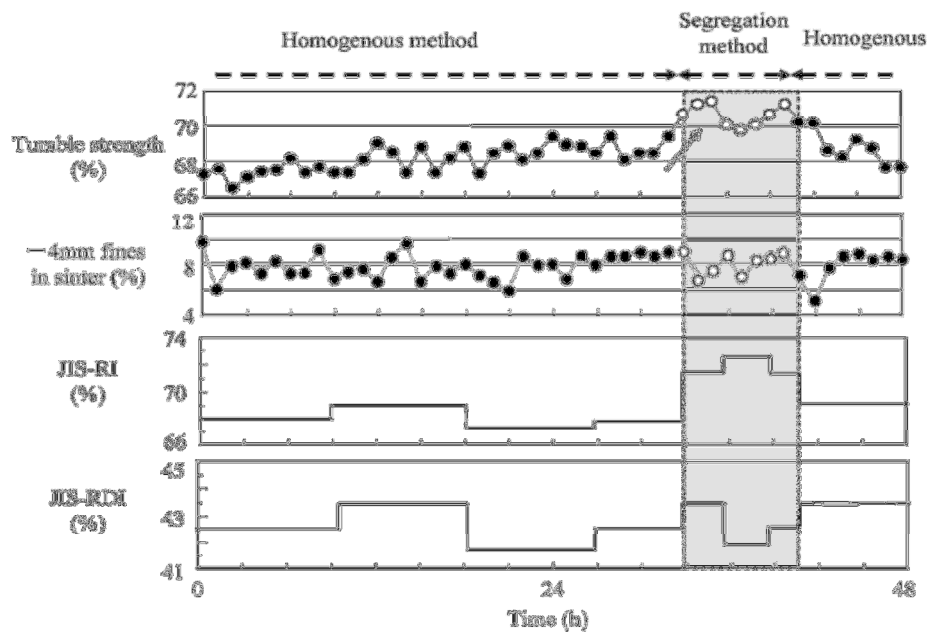 Homogenous method
Segregation
method
Homogenous
72
70
68
66
Tumble strength
(%)
12
8
4
—4mm fines
in sinter (%)
74
70
66
JIS-RI
(%)
45
43
41
JIS-RDI
(%)
0
24
48
Time (h)